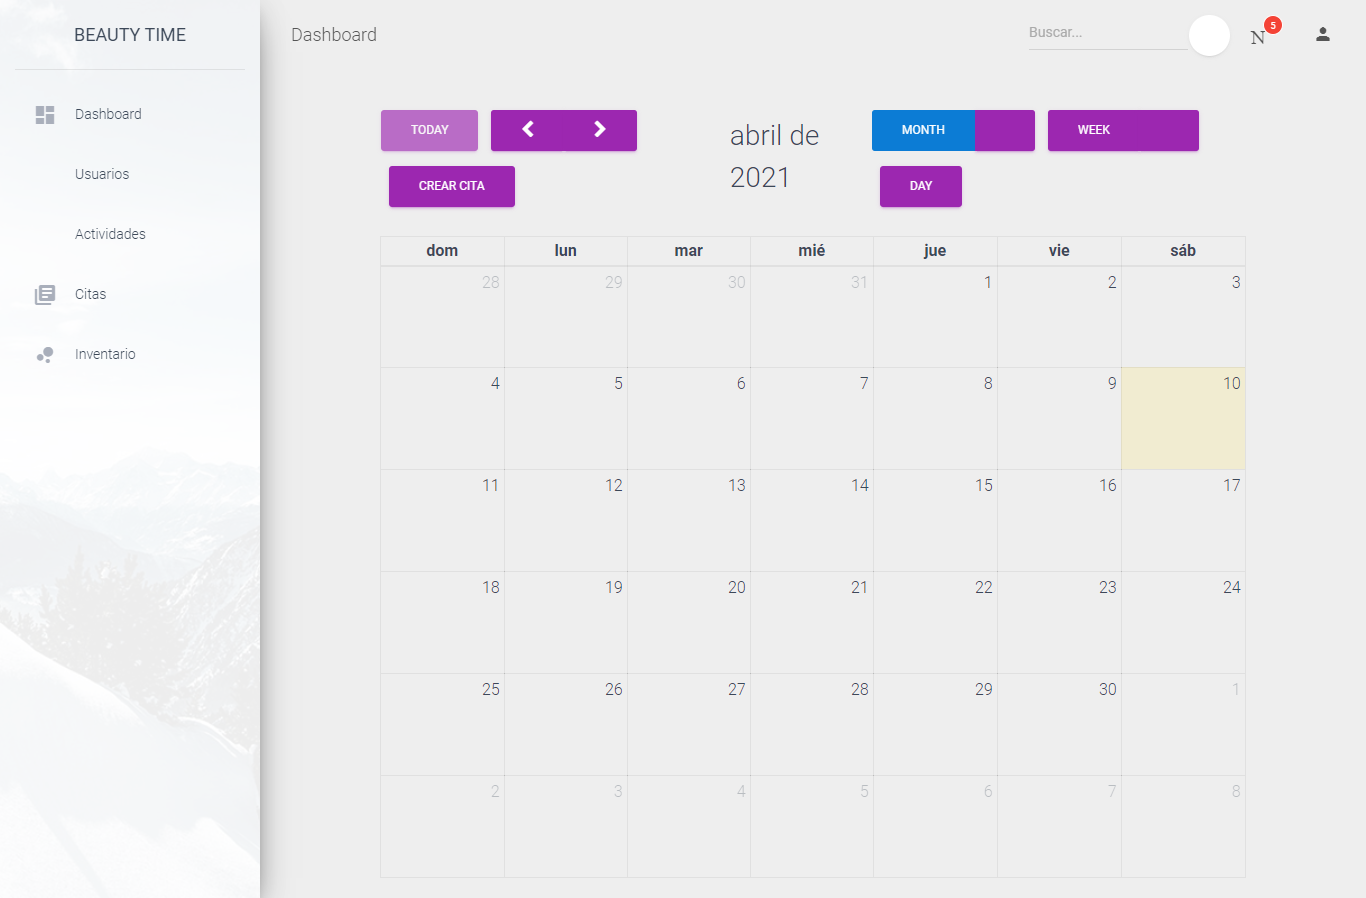 BEAUTY TIME
Dashboard
Usuarios
Actividades
Citas
Inventario
Dashboard
Buscar...
N
5
TODAY
CREAR CITA
abril de
2021
MONTH
WEEK
DAY
dom lun mar mié jue vie sáb
28 29 30 31 1 2 3
4 5 6 7 8 9 10
11 12 13 14 15 16 17
18 19 20 21 22 23 24
25 26 27 28 29 30 1
2 3 4 5 6 7 8